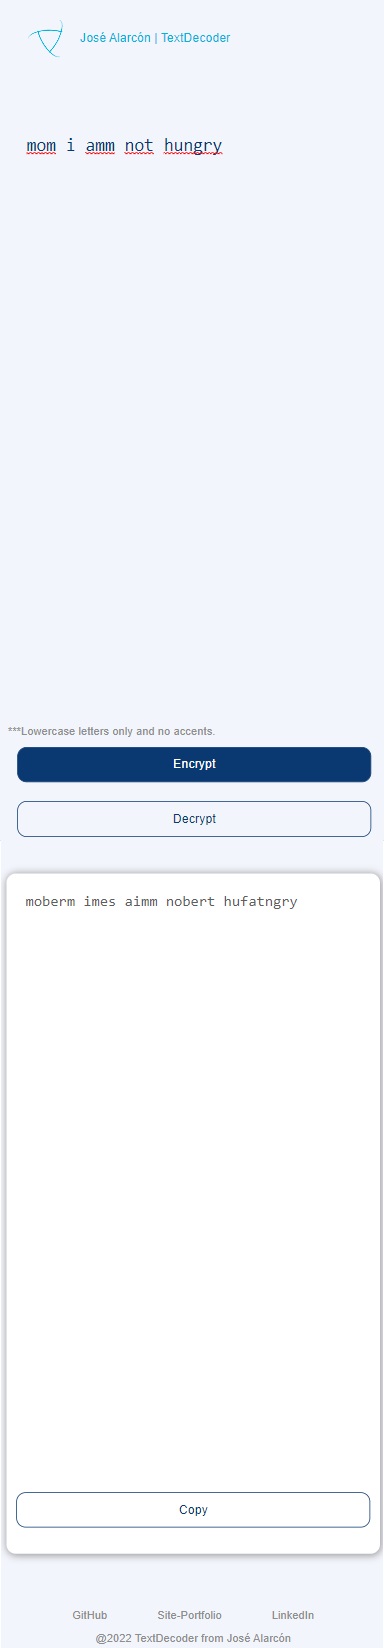 José Alarcón | TextDecoder
mom i amm not hungry
***Lowercase letters only and no accents.
Encrypt
Decrypt
moberm imes aimm nobert hufatngry
Copy
GitHub Site-Portfolio LinkedIn
@2022 TextDecoder from José Alarcón